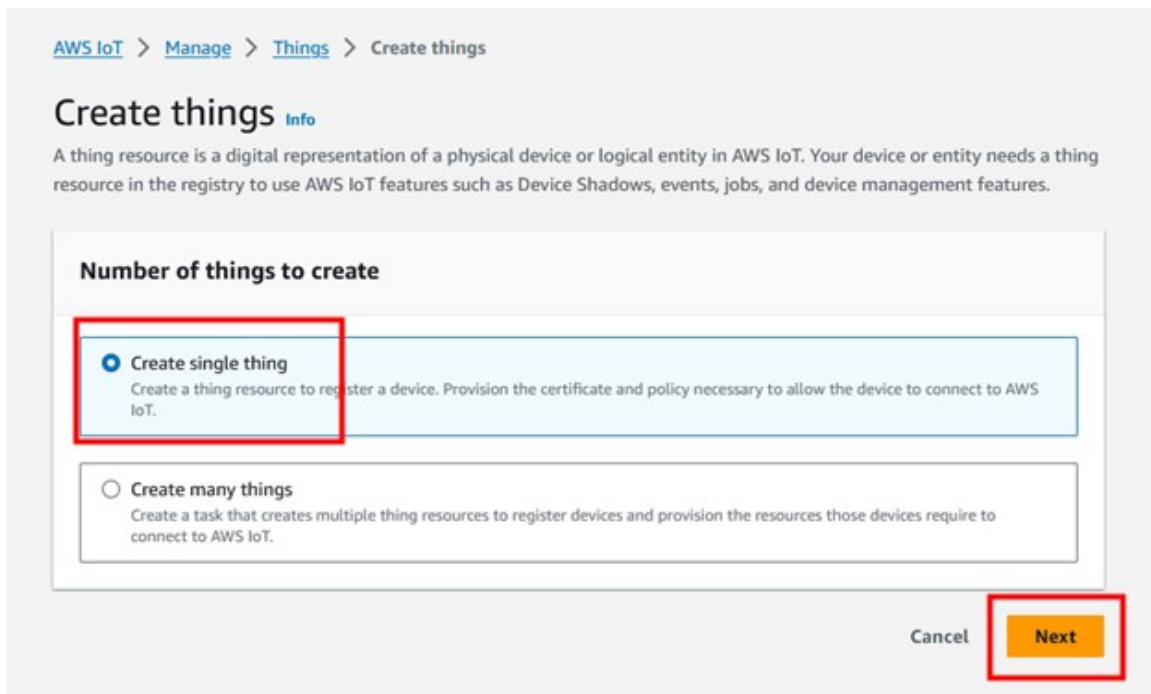 AWS IoT > Manage > Things > Create things
Create things Info
A thing resource is a digital representation of a physical device or logical entity in AWS IoT. Your device or entity needs a thing
resource in the registry to use AWS IoT features such as Device Shadows, events, jobs, and device management features.
Number of things to create
Create single thing
Create a thing resource to register a device. Provision the certificate and policy necessary to allow the device to connect to AWS
IoT.
Create many things
Create a task that creates multiple thing resources to register devices and provision the resources those devices require to
connect to AWS IoT.
Cancel Next